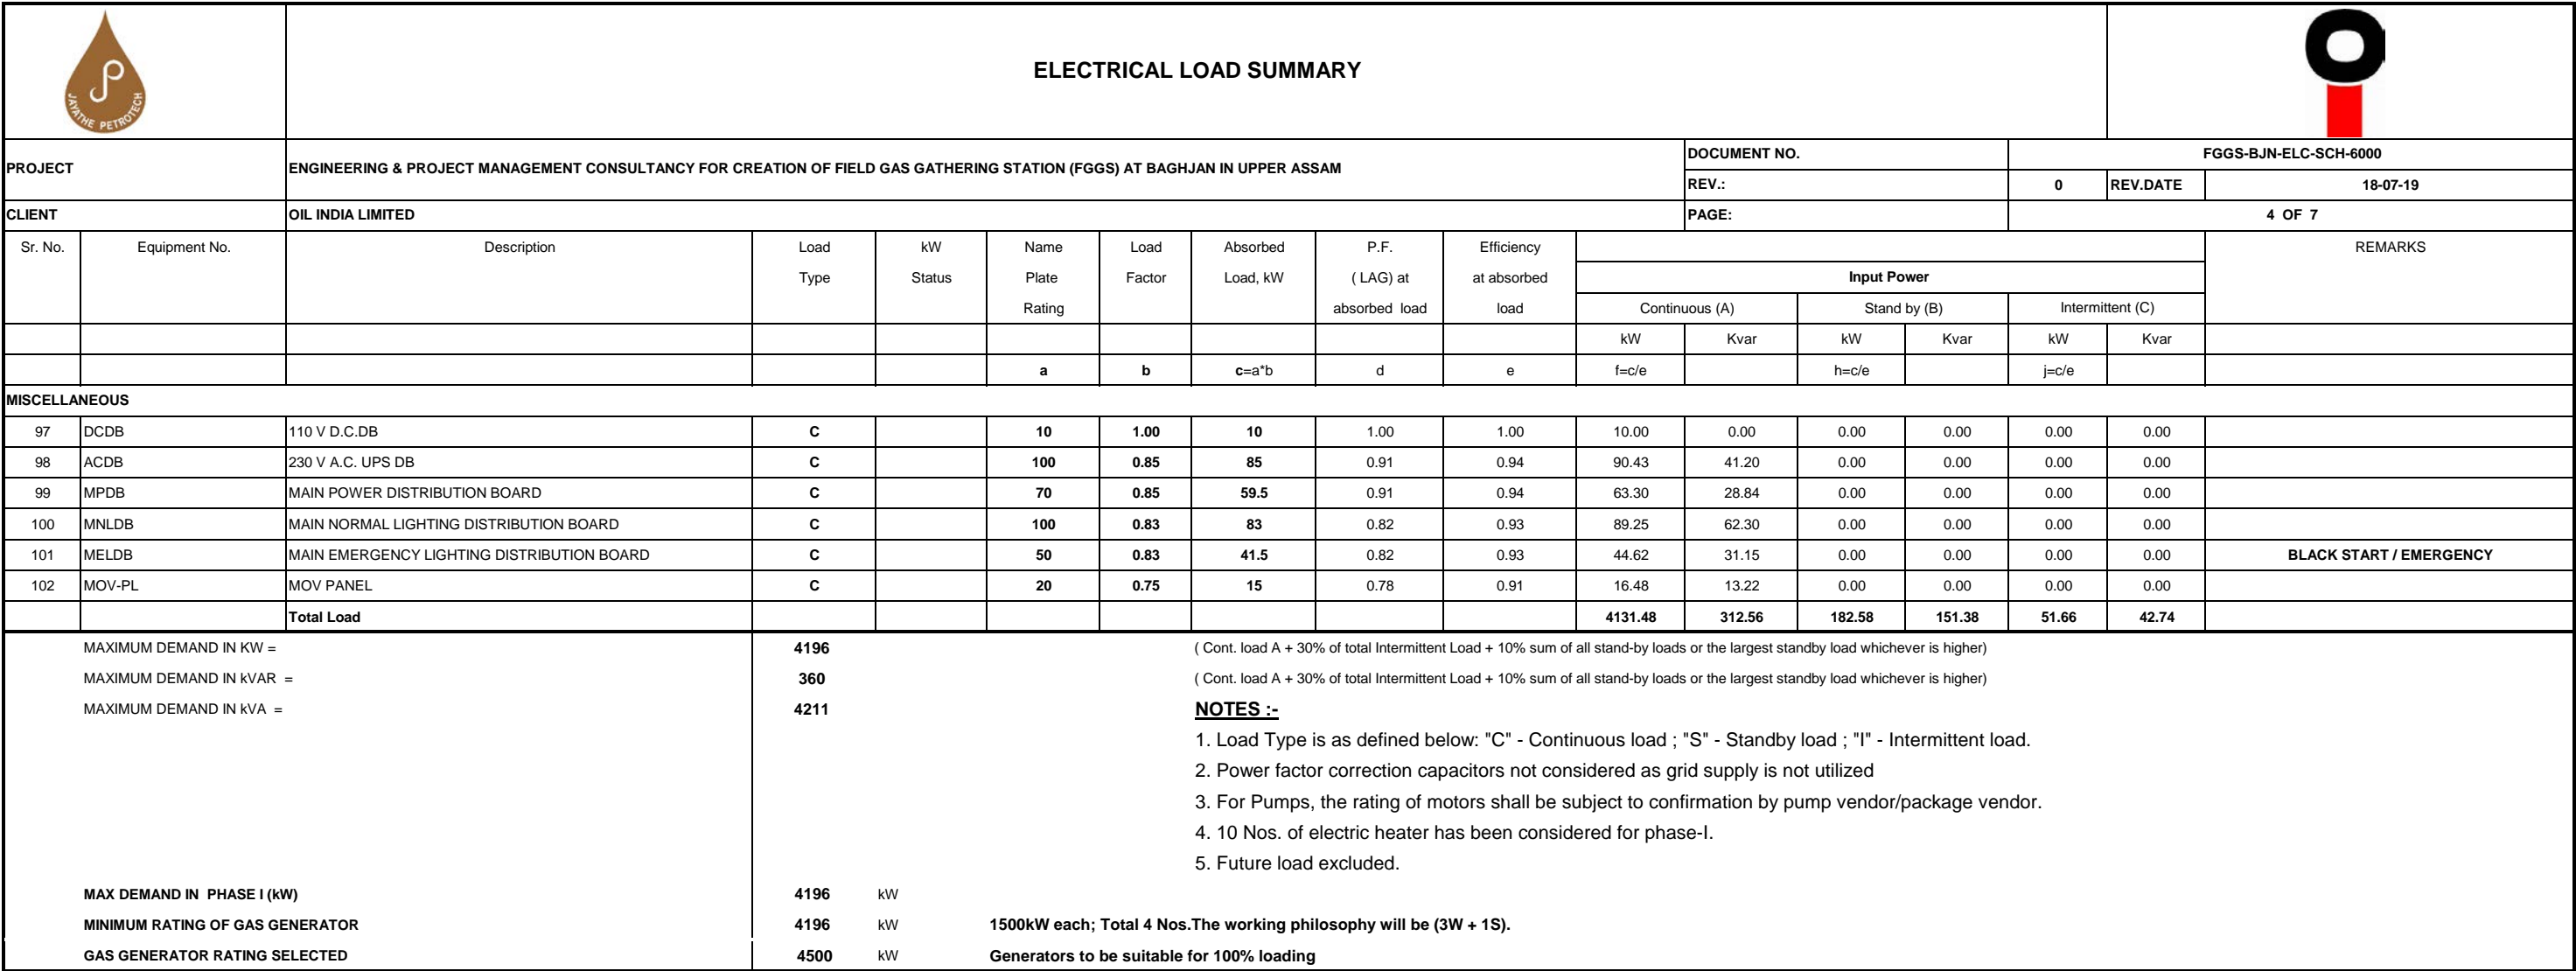 JAYATHE PETROTECH
ELECTRICAL LOAD SUMMARY
PROJECT ENGINEERING & PROJECT MANAGEMENT CONSULTANCY FOR CREATION OF FIELD GAS GATHERING STATION (FGGS) AT BAGHJAN IN UPPER ASSAM DOCUMENT NO. FGGS-BJN-ELC-SCH-6000
REV.: 0 REV.DATE 18-07-19
CLIENT OIL INDIA LIMITED PAGE: 4 OF 7
Sr. No. Equipment No. Description Load kW Name Load Absorbed P.F. Efficiency REMARKS
Type Status Plate Factor Load, kW ( LAG) at at absorbed Input Power
Rating absorbed load load Continuous (A) Stand by (B) Intermittent (C)
kW Kvar kW Kvar kW Kvar
a b c=a*b d e f=c/e h=c/e j=c/e
MISCELLANEOUS
97 DCDB 110 V D.C.DB C 10 1.00 10 1.00 1.00 10.00 0.00 0.00 0.00 0.00 0.00
98 ACDB 230 V A.C. UPS DB C 100 0.85 85 0.91 0.94 90.43 41.20 0.00 0.00 0.00 0.00
99 MPDB MAIN POWER DISTRIBUTION BOARD C 70 0.85 59.5 0.91 0.94 63.30 28.84 0.00 0.00 0.00 0.00
100 MNLDB MAIN NORMAL LIGHTING DISTRIBUTION BOARD C 100 0.83 83 0.82 0.93 89.25 62.30 0.00 0.00 0.00 0.00
101 MELDB MAIN EMERGENCY LIGHTING DISTRIBUTION BOARD C 50 0.83 41.5 0.82 0.93 44.62 31.15 0.00 0.00 0.00 0.00 BLACK START / EMERGENCY
102 MOV-PL MOV PANEL C 20 0.75 15 0.78 0.91 16.48 13.22 0.00 0.00 0.00 0.00
Total Load 4131.48 312.56 182.58 151.38 51.66 42.74
MAXIMUM DEMAND IN KW = 4196 ( Cont. load A + 30% of total Intermittent Load + 10% sum of all stand-by loads or the largest standby load whichever is higher)
MAXIMUM DEMAND IN kVAR = 360 ( Cont. load A + 30% of total Intermittent Load + 10% sum of all stand-by loads or the largest standby load whichever is higher)
MAXIMUM DEMAND IN kVA = 4211 NOTES :-
1. Load Type is as defined below: "C" - Continuous load ; "S" - Standby load ; "I" - Intermittent load.
2. Power factor correction capacitors not considered as grid supply is not utilized
3. For Pumps, the rating of motors shall be subject to confirmation by pump vendor/package vendor.
4. 10 Nos. of electric heater has been considered for phase-I.
5. Future load excluded.
MAX DEMAND IN PHASE I (kW) 4196 kW
MINIMUM RATING OF GAS GENERATOR 4196 kW 1500kW each; Total 4 Nos.The working philosophy will be (3W + 1S).
GAS GENERATOR RATING SELECTED 4500 kW Generators to be suitable for 100% loading